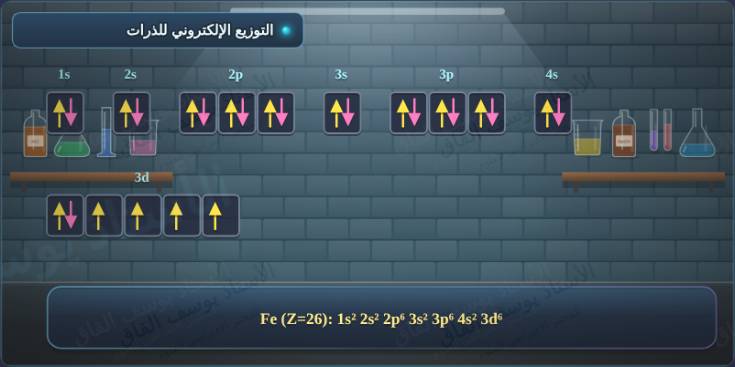 التوزيع الإلكتروني للذرات
1s 2s 2p 3s 3p 4s
3d
Fe (Z=26): 1s² 2s² 2p⁶ 3s² 3p⁶ 4s² 3d⁶